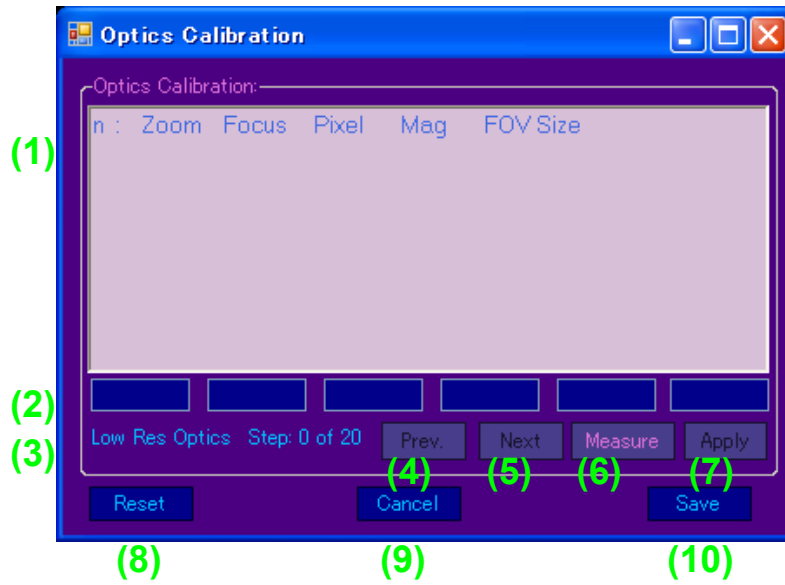 Optics Calibration
Optics Calibration:
n : Zoom Focus Pixel Mag FOV Size
(1)
(2)
Low Res Optics Step: 0 of 20 Prev. Next Measure Apply
(3)
(4) (5) (6) (7)
Reset Cancel Save
(8) (9) (10)